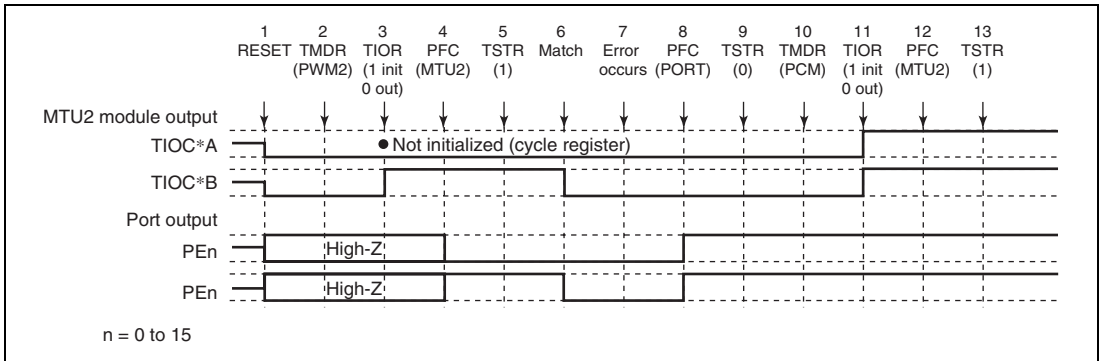 1 2 3 4 5 6 7 8 9 10 11 12 13
RESET TMDR TIOR PFC TSTR Match Error PFC TSTR TMDR TIOR PFC TSTR
(PWM2) (1 init (MTU2) (1) occurs (PORT) (0) (PCM) (1 init (MTU2) (1)
0 out) 0 out)
MTU2 module output
TIOC*A
● Not initialized (cycle register)
TIOC*B
Port output
PEn
High-Z
PEn
High-Z
n = 0 to 15